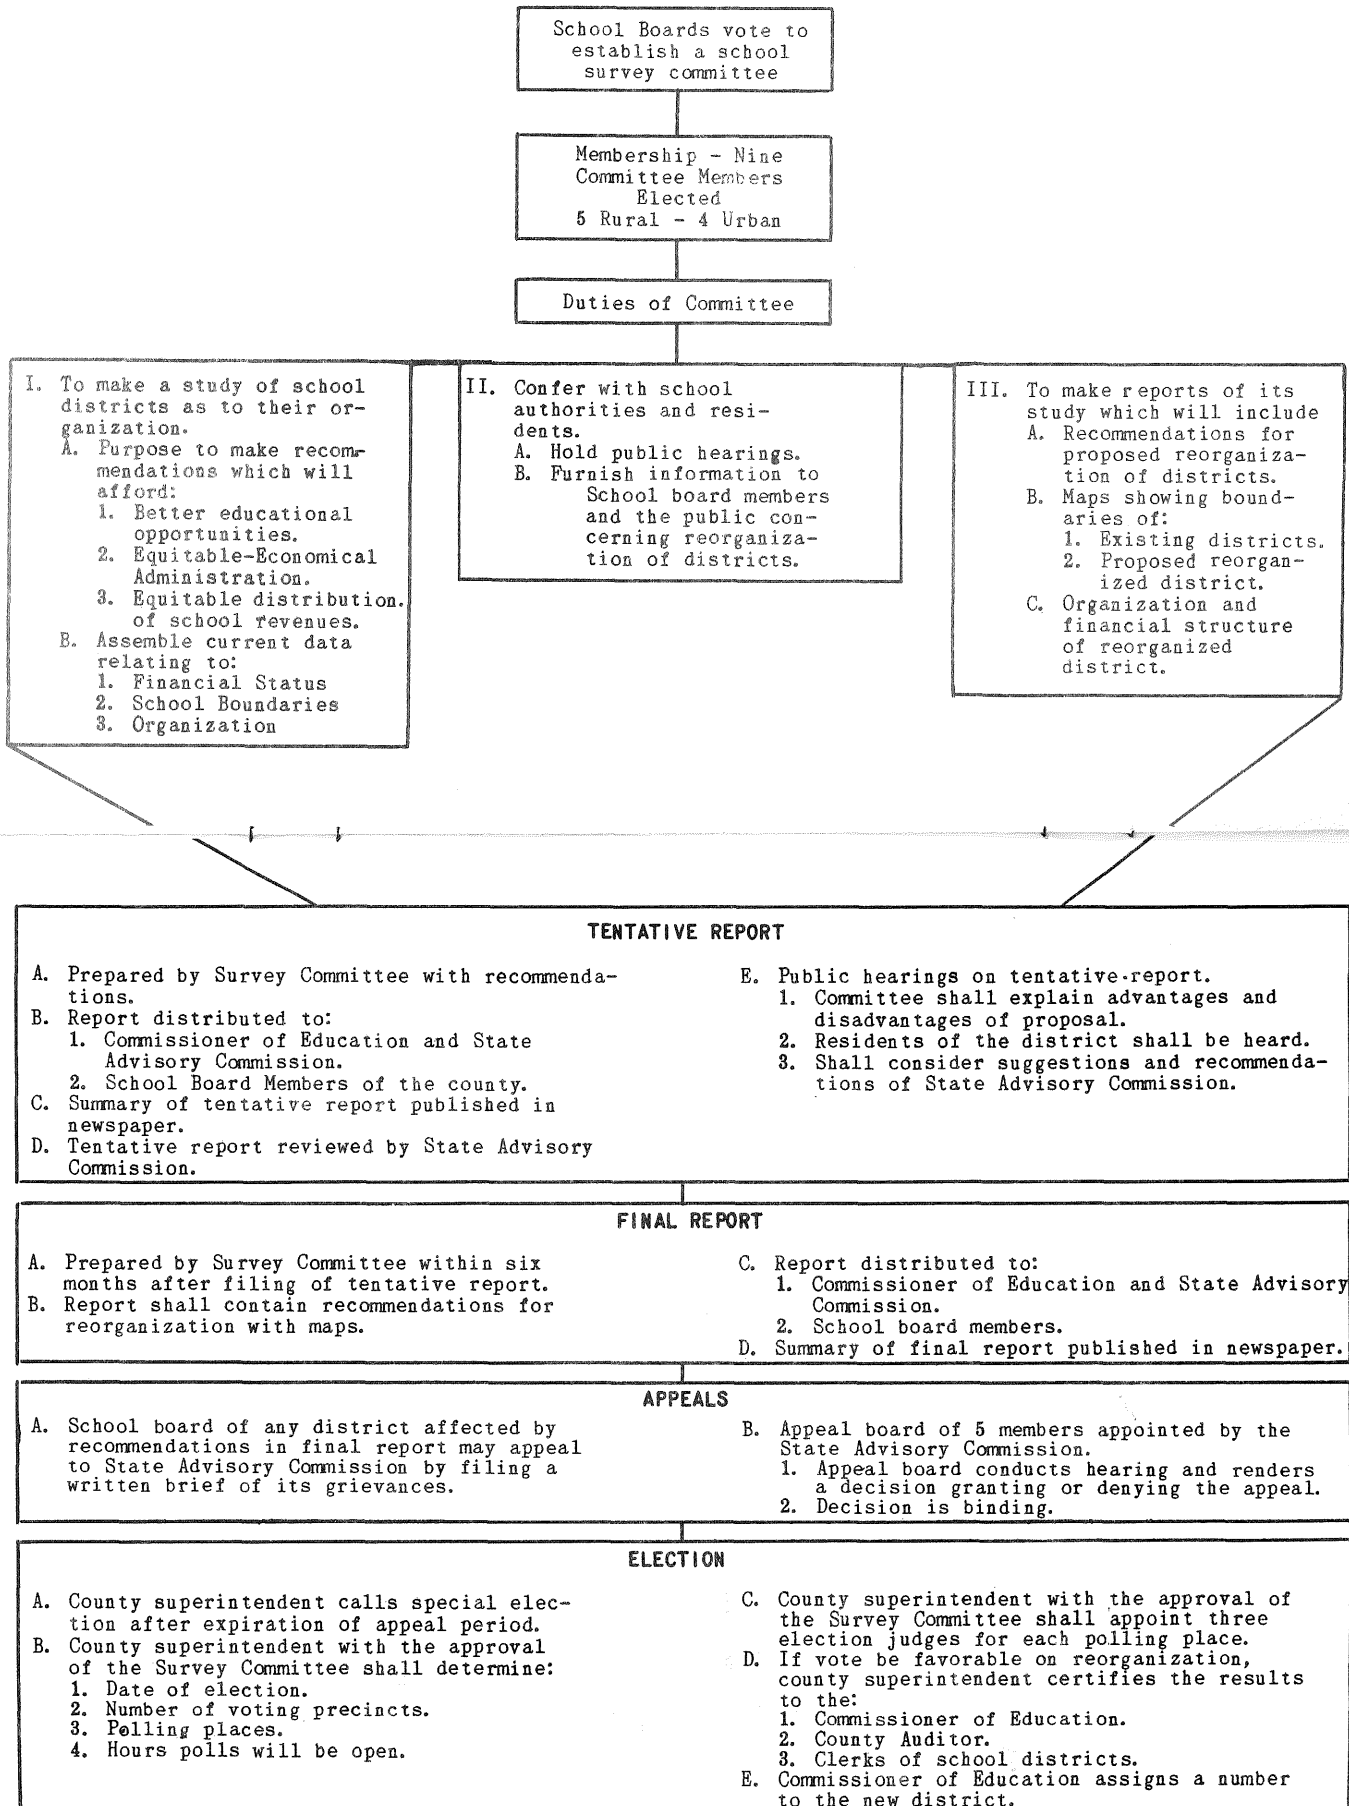 School Boards vote to
establish a school
survey committee
Membership - Nine
Committee Members
Elected
5 Rural - 4 Urban
Duties of Committee
I. To make a study of school
districts as to their or-
ganization.
A. Purpose to make recom-
mendations which will
afford:
1. Better educational
opportunities.
2. Equitable-Economical
Administration.
3. Equitable distribution.
of school revenues.
B. Assemble current data
relating to:
1. Financial Status
2. School Boundaries
3. Organization
II. Confer with school
authorities and resi-
dents.
A. Hold public hearings.
B. Furnish information to
School board members
and the public con-
cerning reorganiza-
tion of districts.
III. To make reports of its
study which will include
A. Recommendations for
proposed reorganiza-
tion of districts.
B. Maps showing bound-
aries of:
1. Existing districts.
2. Proposed reorgan-
ized district.
C. Organization and
financial structure
of reorganized
district.
TENTATIVE REPORT
A. Prepared by Survey Committee with recommenda-
tions.
B. Report distributed to:
1. Commissioner of Education and State
Advisory Commission.
2. School Board Members of the county.
C. Summary of tentative report published in
newspaper.
D. Tentative report reviewed by State Advisory
Commission.
E. Public hearings on tentative report.
1. Committee shall explain advantages and
disadvantages of proposal.
2. Residents of the district shall be heard.
3. Shall consider suggestions and recommenda-
tions of State Advisory Commission.
FINAL REPORT
A. Prepared by Survey Committee within six
months after filing of tentative report.
B. Report shall contain recommendations for
reorganization with maps.
C. Report distributed to:
1. Commissioner of Education and State Advisory
Commission.
2. School board members.
D. Summary of final report published in newspaper.
APPEALS
A. School board of any district affected by
recommendations in final report may appeal
to State Advisory Commission by filing a
written brief of its grievances.
B. Appeal board of 5 members appointed by the
State Advisory Commission.
1. Appeal board conducts hearing and renders
a decision granting or denying the appeal.
2. Decision is binding.
ELECTION
A. County superintendent calls special elec-
tion after expiration of appeal period.
B. County superintendent with the approval
of the Survey Committee shall determine:
1. Date of election.
2. Number of voting precincts.
3. Polling places.
4. Hours polls will be open.
C. County superintendent with the approval of
the Survey Committee shall appoint three
election judges for each polling place.
D. If vote be favorable on reorganization,
county superintendent certifies the results
to the:
1. Commissioner of Education.
2. County Auditor.
3. Clerks of school districts.
E. Commissioner of Education assigns a number
to the new district.